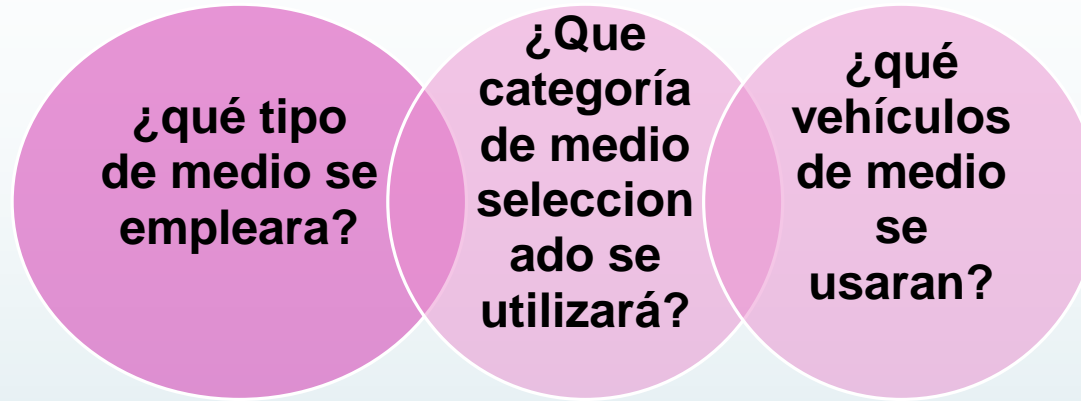 ¿qué tipo
de medio se
empleara?
¿Que
categoría
de medio
seleccion
ado se
utilizará?
¿qué
vehículos
de medio
se
usaran?